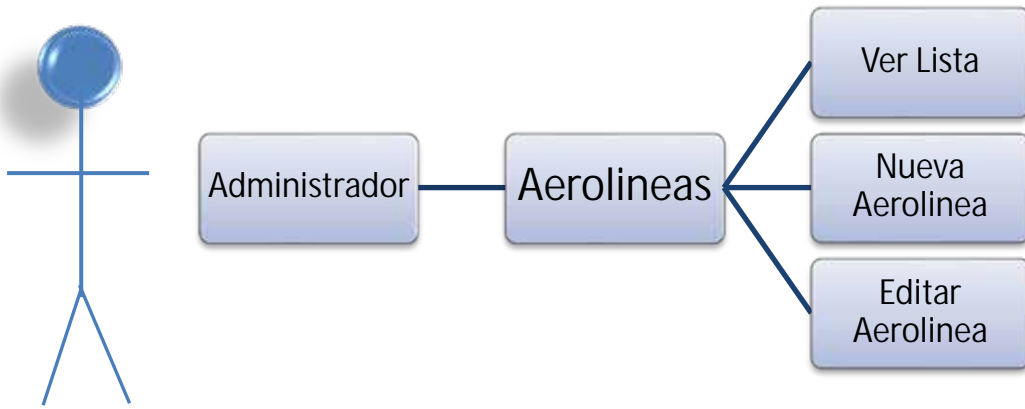 Administrador
Aerolineas
Ver Lista
Nueva
Aerolinea
Editar
Aerolinea